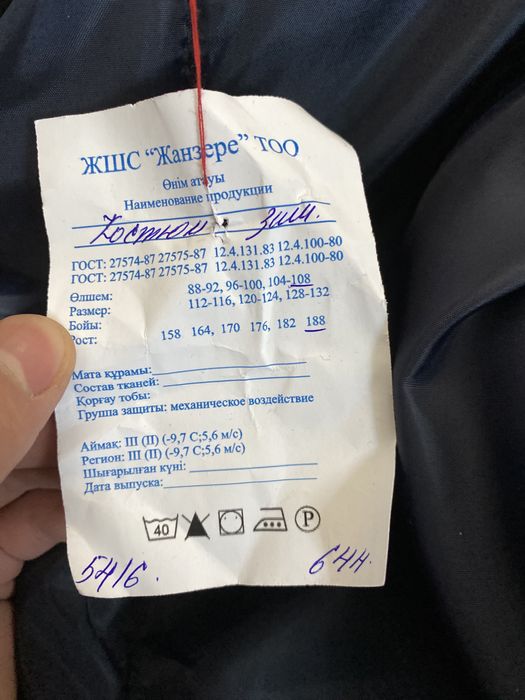 ЖШС "Жанзере" ТОО
Өнім атауы
Наименование продукции
Костюм зим.
ГОСТ: 27574-87 27575-87 12.4.131.83 12.4.100-80
ГОСТ: 27574-87 27575-87 12.4.131.83 12.4.100-80
Өлшем: 88-92, 96-100, 104-108
Размер: 112-116, 120-124, 128-132
Бойы:
Рост: 158 164, 170 176, 182 188
Мата құрамы:
Состав тканей:
Қорғау тобы:
Группа защиты: механическое воздействие
Аймақ: III (II) (-9,7 С;5,6 м/с)
Регион: III (II) (-9,7 С;5,6 м/с)
Шығарылған күні:
Дата выпуска:
40 P
54/6. 644.